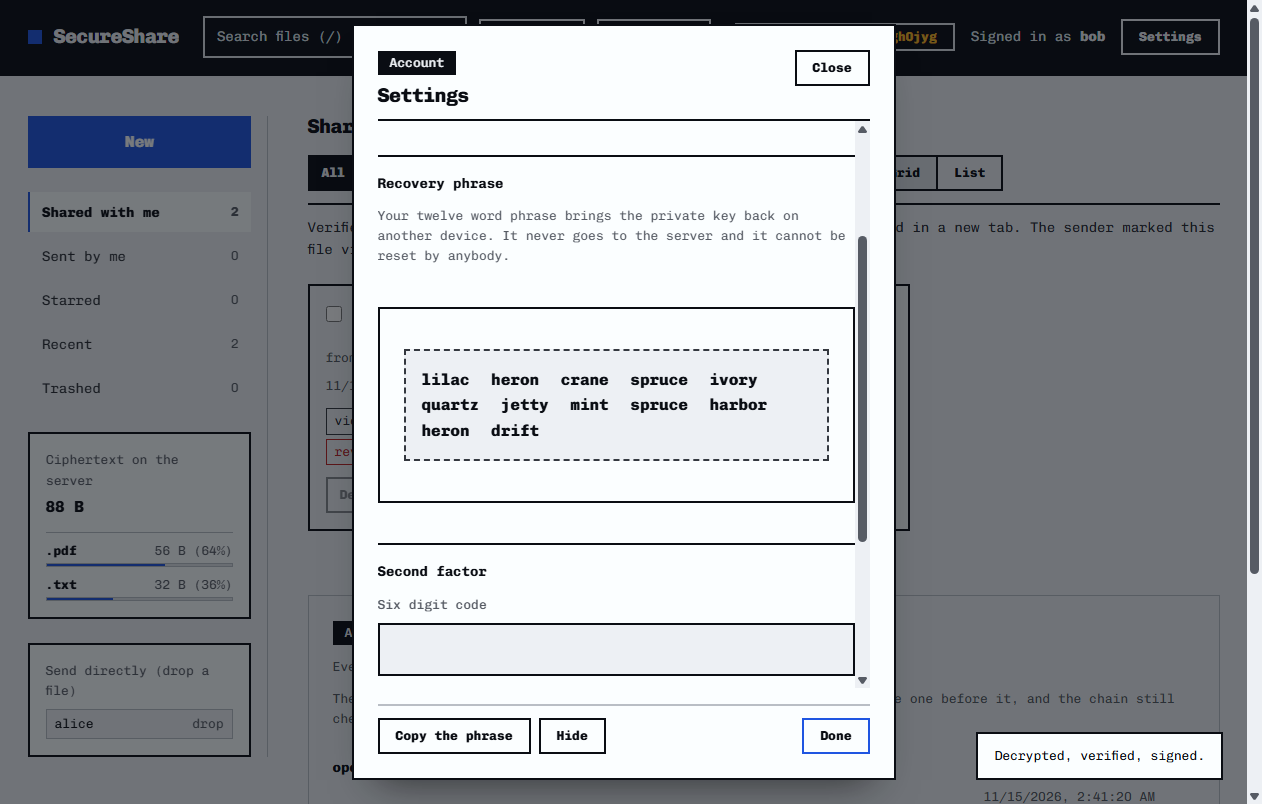 SecureShare
Search files (/)
ghOjyg
Signed in as bob
Settings
New
Shared with me 2
Sent by me 0
Starred 0
Recent 2
Trashed 0
Ciphertext on the
server
88 B
.pdf 56 B (64%)
.txt 32 B (36%)
Send directly (drop a
file)
alice drop
All
List
d in a new tab. The sender marked this
file
from
e one before it, and the chain still
11/15/2026, 2:41:20 AM
Account
Close
Settings
Recovery phrase
Your twelve word phrase brings the private key back on
another device. It never goes to the server and it cannot be
reset by anybody.
lilac heron crane spruce ivory
quartz jetty mint spruce harbor
heron drift
Second factor
Six digit code
Copy the phrase
Hide
Done
Decrypted, verified, signed.